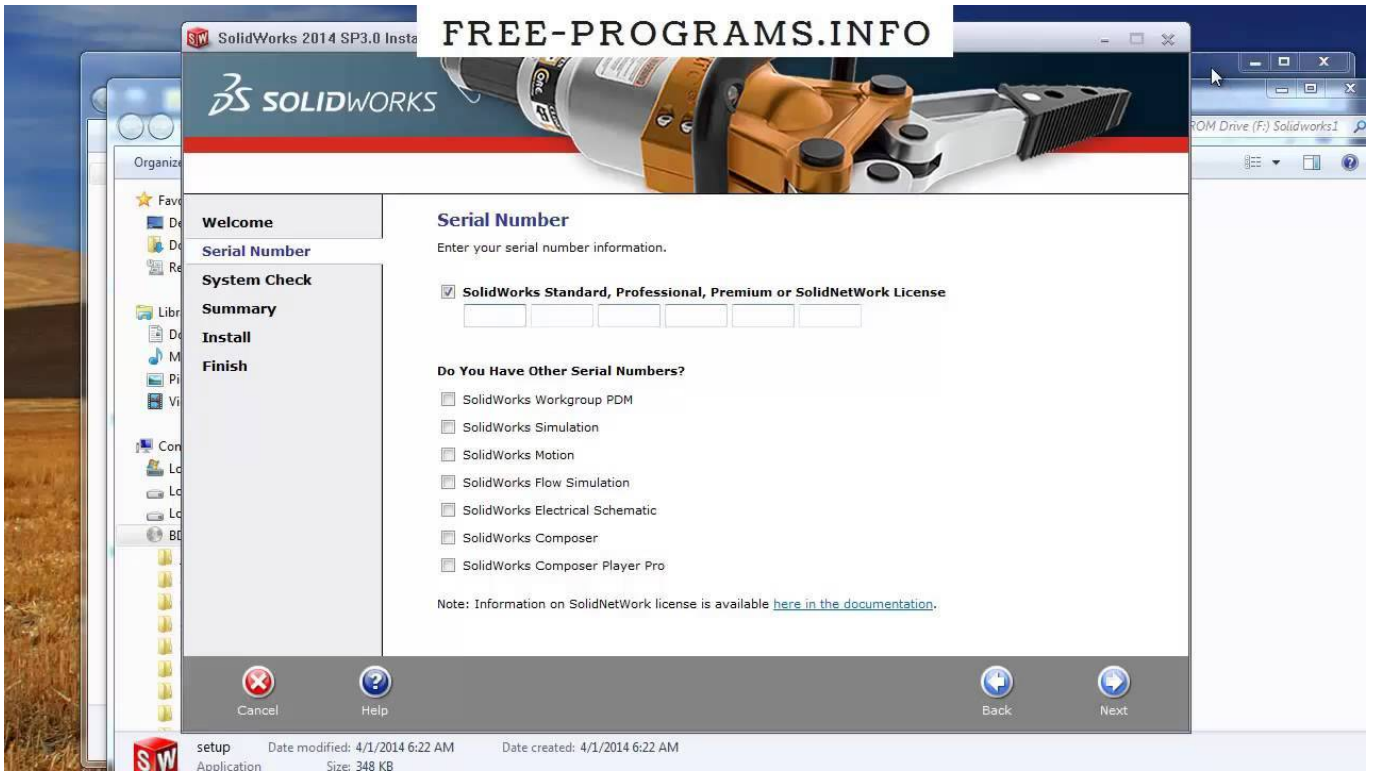 FREE-PROGRAMS.INFO
SolidWorks 2014 SP3.0
SOLIDWORKS
ROM Drive (F:) Solidworks1
Organize
Welcome
Serial Number
System Check
Summary
Install
Finish
Serial Number
Enter your serial number information.
SolidWorks Standard, Professional, Premium or SolidNetWork License
Do You Have Other Serial Numbers?
SolidWorks Workgroup PDM
SolidWorks Simulation
SolidWorks Motion
SolidWorks Flow Simulation
SolidWorks Electrical Schematic
SolidWorks Composer
SolidWorks Composer Player Pro
Note: Information on SolidNetWork license is available here in the documentation.
Cancel
Help
Back
Next
SW
setup Date modified: 4/1/2014 6:22 AM Date created: 4/1/2014 6:22 AM
Application Size: 348 KB